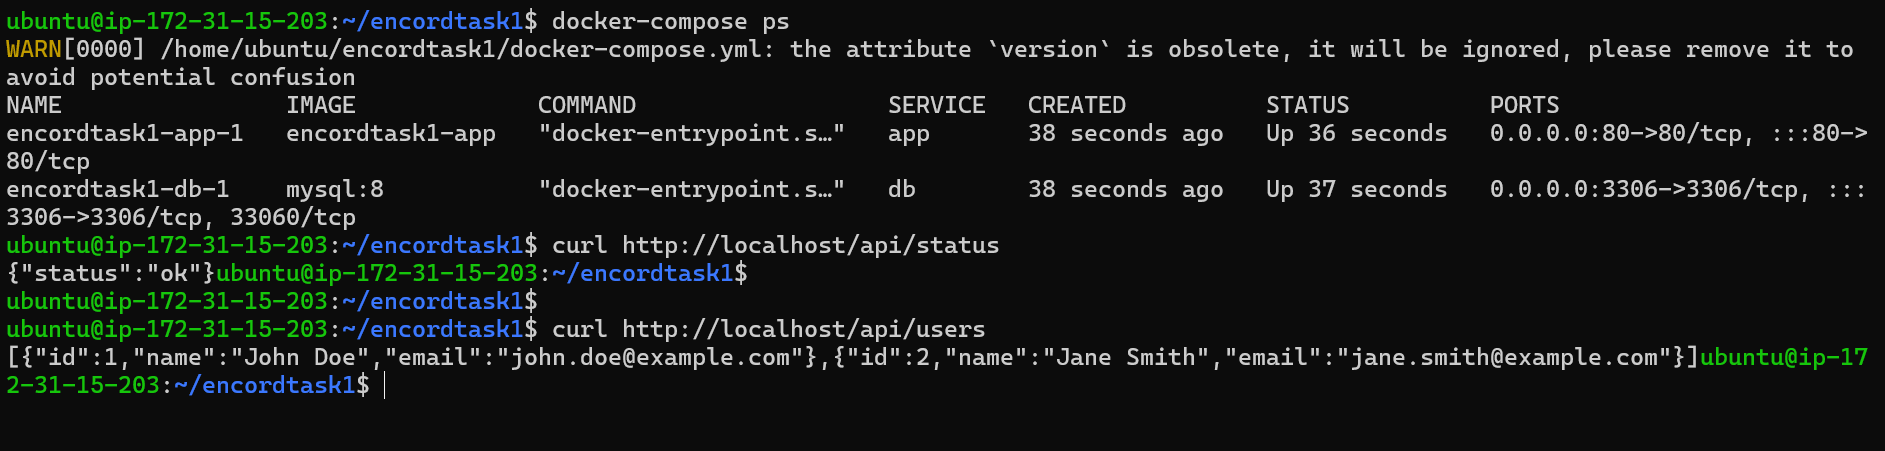 ubuntu@ip-172-31-15-203:~/encordtask1$ docker-compose ps
WARN[0000] /home/ubuntu/encordtask1/docker-compose.yml: the attribute `version` is obsolete, it will be ignored, please remove it to
avoid potential confusion
NAME                IMAGE             COMMAND                  SERVICE   CREATED          STATUS          PORTS
encordtask1-app-1   encordtask1-app   "docker-entrypoint.s…"   app       38 seconds ago   Up 36 seconds   0.0.0.0:80->80/tcp, :::80->
80/tcp
encordtask1-db-1    mysql:8           "docker-entrypoint.s…"   db        38 seconds ago   Up 37 seconds   0.0.0.0:3306->3306/tcp, :::
3306->3306/tcp, 33060/tcp
ubuntu@ip-172-31-15-203:~/encordtask1$ curl http://localhost/api/status
{"status":"ok"}ubuntu@ip-172-31-15-203:~/encordtask1$
ubuntu@ip-172-31-15-203:~/encordtask1$
ubuntu@ip-172-31-15-203:~/encordtask1$ curl http://localhost/api/users
[{"id":1,"name":"John Doe","email":"john.doe@example.com"},{"id":2,"name":"Jane Smith","email":"jane.smith@example.com"}]ubuntu@ip-17
2-31-15-203:~/encordtask1$